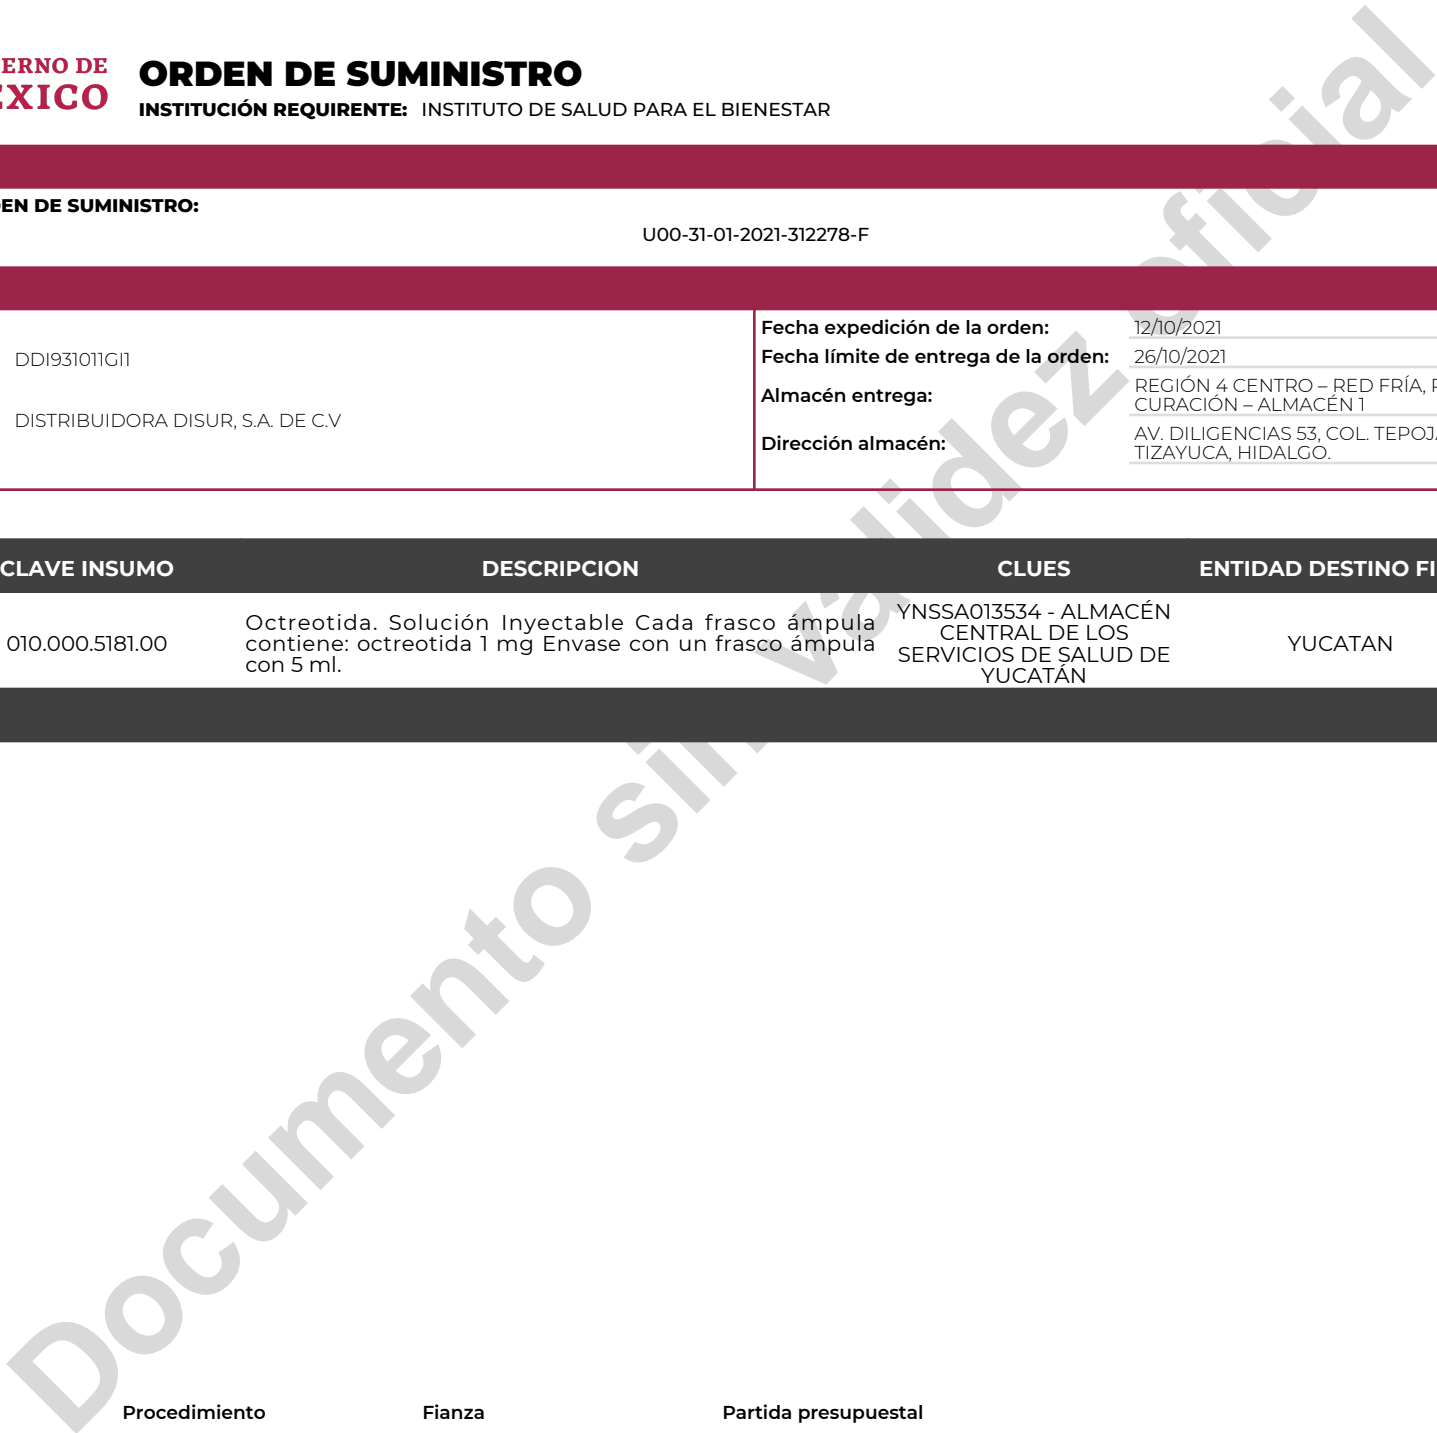 ERNO DE
ÉXICO
ORDEN DE SUMINISTRO
INSTITUCIÓN REQUIRENTE: INSTITUTO DE SALUD PARA EL BIENESTAR
EN DE SUMINISTRO:
U00-31-01-2021-312278-F
DDI931011GI1
DISTRIBUIDORA DISUR, S.A. DE C.V
Fecha expedición de la orden: 12/10/2021
Fecha límite de entrega de la orden: 26/10/2021
Almacén entrega: REGIÓN 4 CENTRO – RED FRÍA,
CURACIÓN – ALMACÉN 1
Dirección almacén: AV. DILIGENCIAS 53, COL. TEPOJ
TIZAYUCA, HIDALGO.
CLAVE INSUMO DESCRIPCION CLUES ENTIDAD DESTINO FI
010.000.5181.00
Octreotida. Solución Inyectable Cada frasco ámpula
contiene: octreotida 1 mg Envase con un frasco ámpula
con 5 ml.
YNSSA013534 - ALMACÉN
CENTRAL DE LOS
SERVICIOS DE SALUD DE
YUCATÁN
YUCATAN
Documento sin validez oficial
Procedimiento Fianza Partida presupuestal